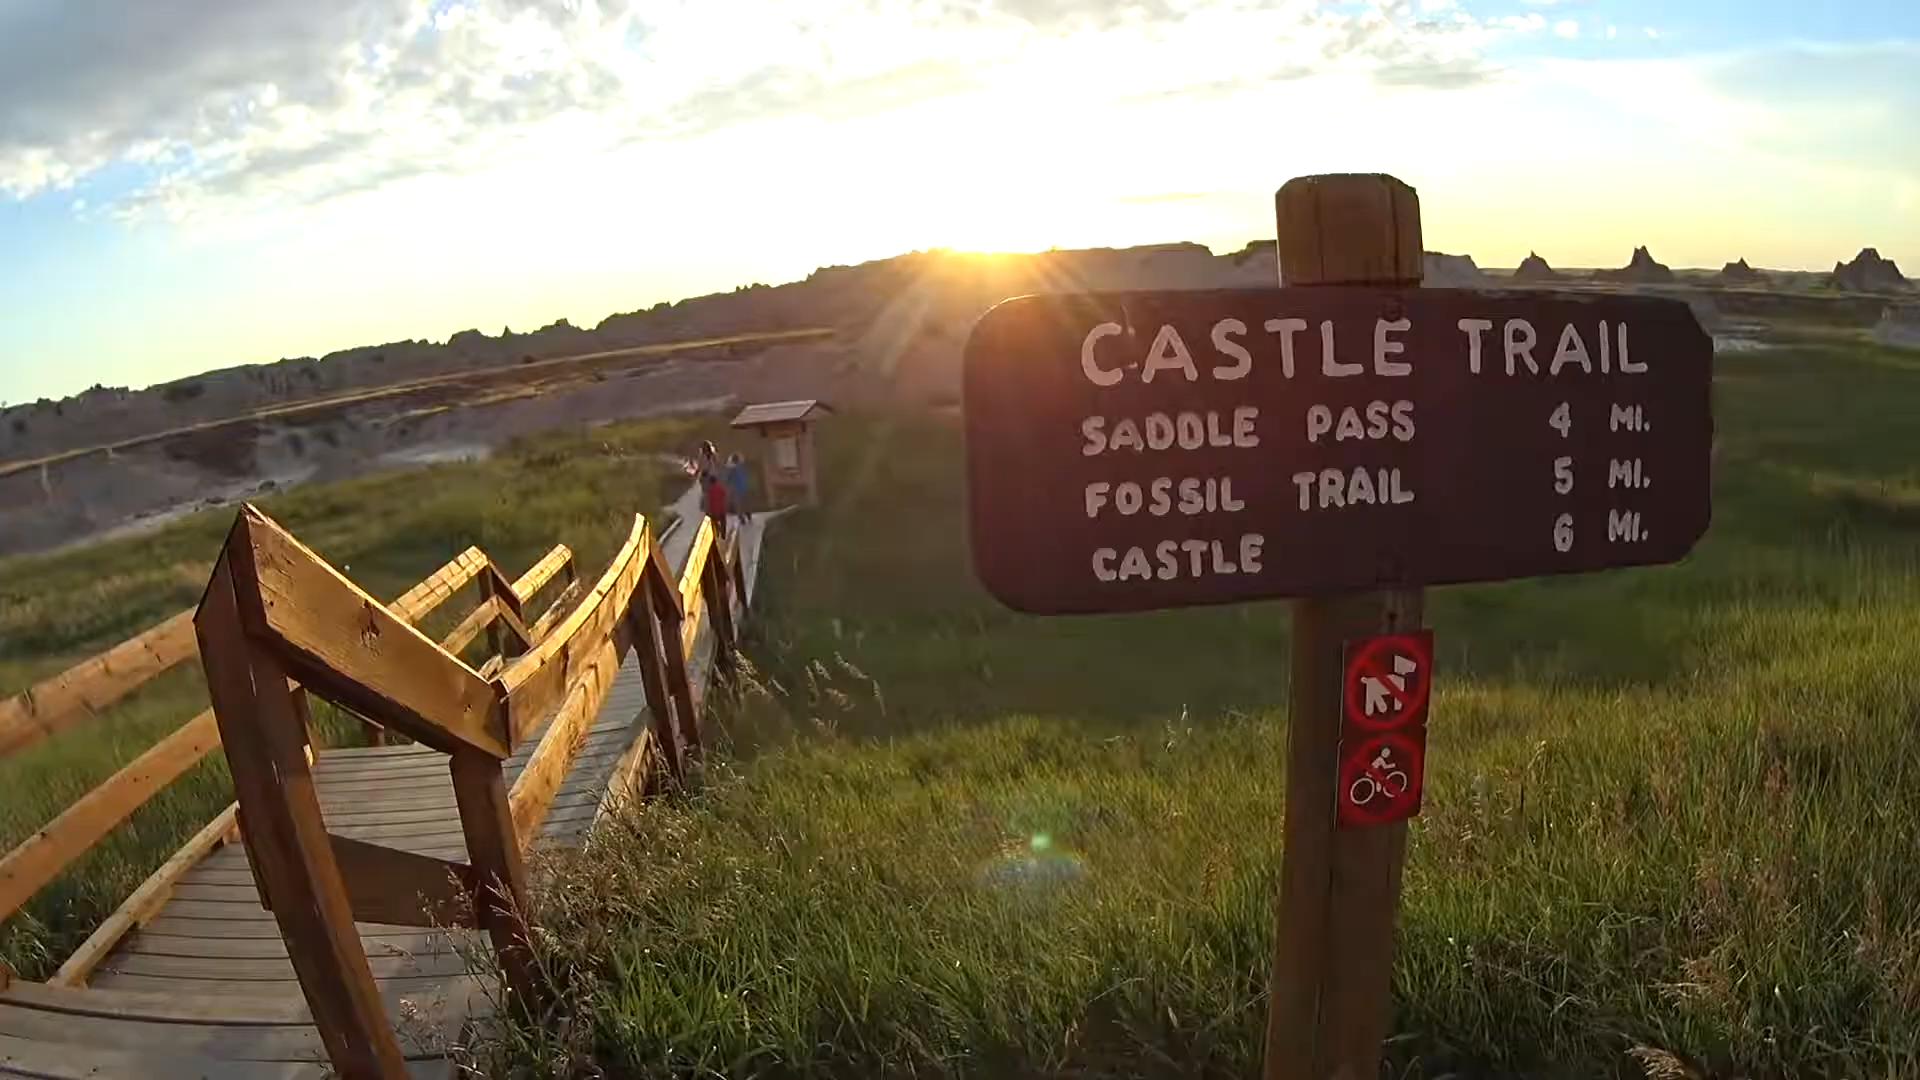 CASTLE TRAIL
SADDLE PASS 4 MI.
FOSSIL TRAIL 5 MI.
CASTLE 6 MI.